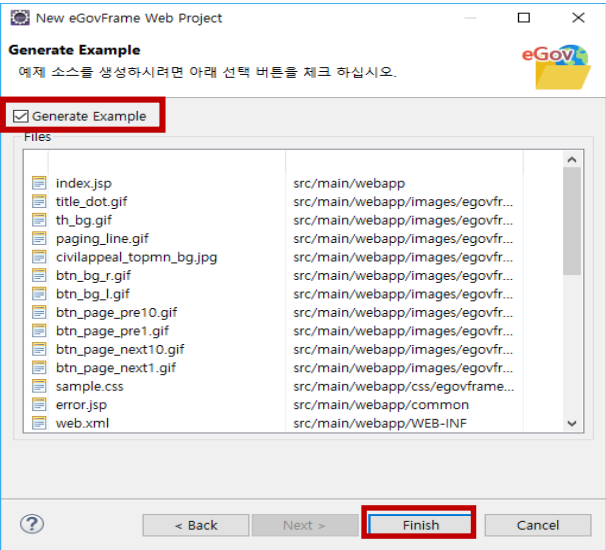 New eGovFrame Web Project
Generate Example
예제 소스를 생성하시려면 아래 선택 버튼을 체크 하십시오.
eGov
Generate Example
Files
index.jsp src/main/webapp
title_dot.gif src/main/webapp/images/egovfr...
th_bg.gif src/main/webapp/images/egovfr...
paging_line.gif src/main/webapp/images/egovfr...
civilappeal_topmn_bg.jpg src/main/webapp/images/egovfr...
btn_bg_r.gif src/main/webapp/images/egovfr...
btn_bg_l.gif src/main/webapp/images/egovfr...
btn_page_pre10.gif src/main/webapp/images/egovfr...
btn_page_pre1.gif src/main/webapp/images/egovfr...
btn_page_next10.gif src/main/webapp/images/egovfr...
btn_page_next1.gif src/main/webapp/images/egovfr...
sample.css src/main/webapp/css/egovframe...
error.jsp src/main/webapp/common
web.xml src/main/webapp/WEB-INF
? < Back Next > Finish Cancel